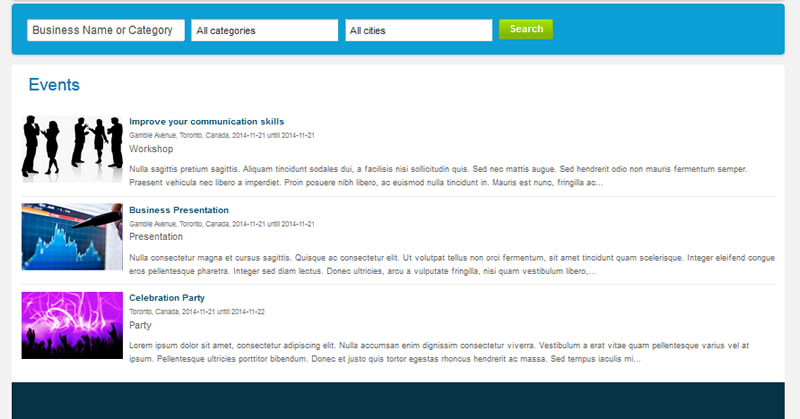 Business Name or Category All categories All cities Search
Events
Improve your communication skills
Gamble Avenue, Toronto, Canada, 2014-11-21 until 2014-11-21
Workshop
Nulla sagittis pretium sagittis. Aliquam tincidunt sodales dui, a facilisis nisi sollicitudin quis. Sed nec mattis augue. Sed hendrerit odio non mauris fermentum semper.
Praesent vehicula nec libero a imperdiet. Proin posuere nibh libero, ac euismod nulla tincidunt in. Mauris est nunc, fringilla ac...
Business Presentation
Gamble Avenue, Toronto, Canada, 2014-11-21 until 2014-11-21
Presentation
Nulla consectetur magna et cursus sagittis. Quisque ac consectetur elit. Ut volutpat tellus non orci fermentum, sit amet tincidunt quam scelerisque. Integer eleifend congue
eros pellentesque pharetra. Integer sed diam lectus. Donec ultricies, arcu a vulputate fringilla, nisi quam vestibulum libero,...
Celebration Party
Toronto, Canada, 2014-11-21 until 2014-11-22
Party
Lorem ipsum dolor sit amet, consectetur adipiscing elit. Nulla accumsan enim dignissim consectetur viverra. Vestibulum a erat vitae quam pellentesque varius vel at
ipsum. Pellentesque ultricies porttitor bibendum. Donec et justo quis tortor egestas rhoncus hendrerit ac massa. Sed tempus iaculis mi...